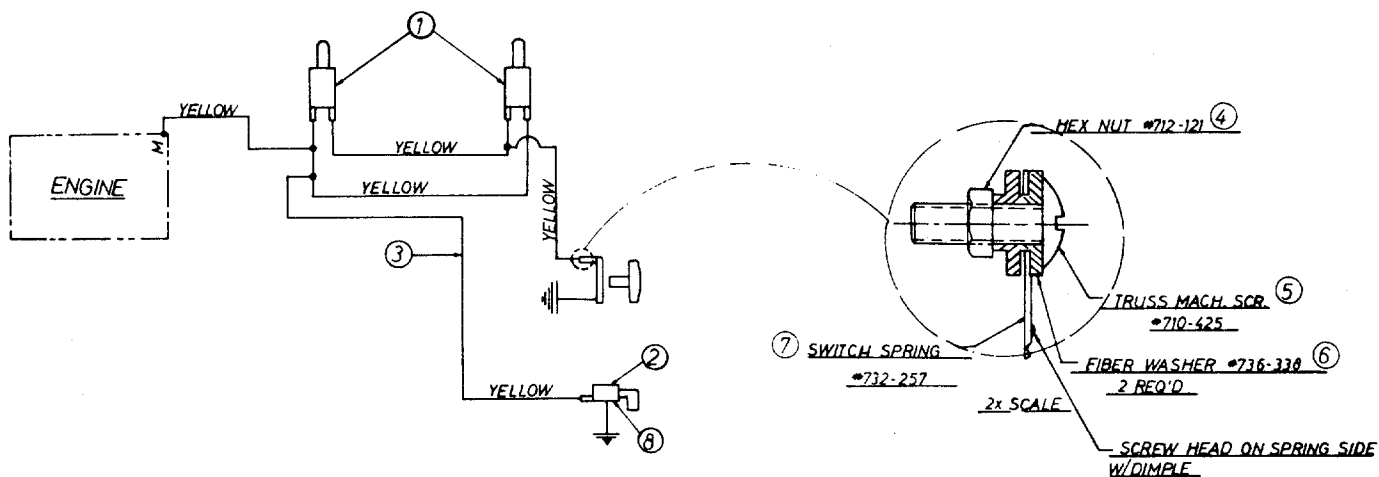 1
YELLOW
M
ENGINE
YELLOW
YELLOW
YELLOW
3
YELLOW
2
8
HEX NUT #712-121 4
TRUSS MACH. SCR. 5
#710-425
7 SWITCH SPRING
#732-257
FIBER WASHER #736-338 6
2 REQ'D
2x SCALE
SCREW HEAD ON SPRING SIDE
W/DIMPLE